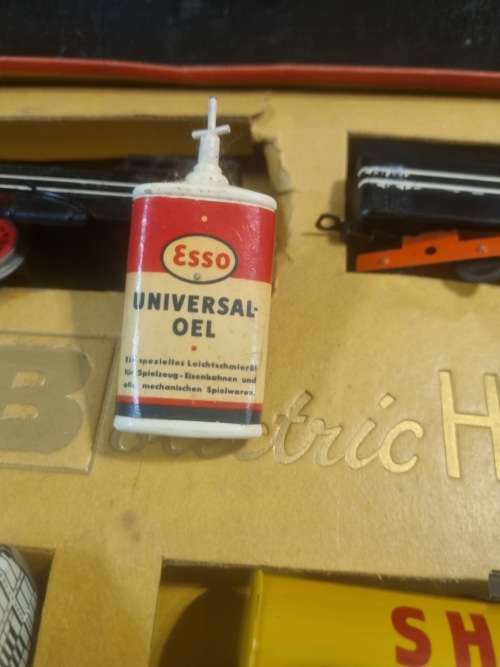 Esso
UNIVERSAL-
OEL
Ein spezielles Leichtschmieröl
für Spielzeug-Eisenbahnen und
alle mechanischen Spielwaren.
B ctric H
SH